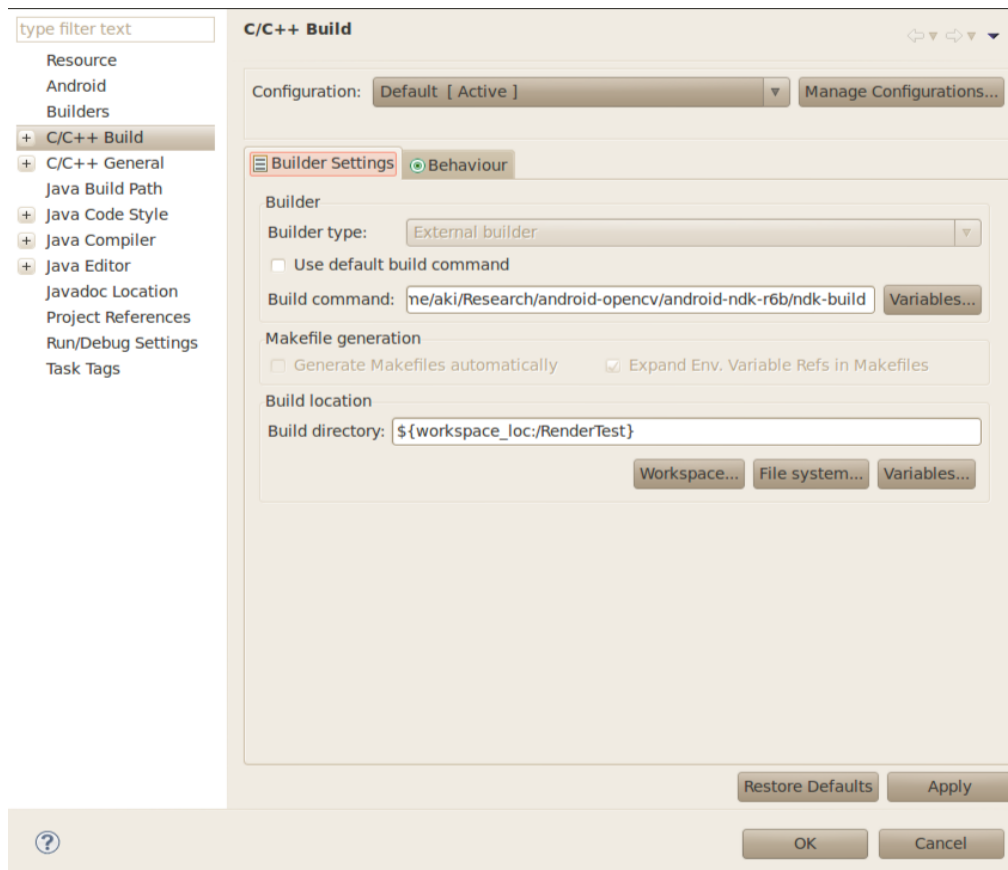 type filter text
Resource
Android
Builders
C/C++ Build
C/C++ General
Java Build Path
Java Code Style
Java Compiler
Java Editor
Javadoc Location
Project References
Run/Debug Settings
Task Tags
C/C++ Build
Configuration: Default [ Active ] Manage Configurations...
Builder Settings Behaviour
Builder
Builder type: External builder
Use default build command
Build command: me/aki/Research/android-opencv/android-ndk-r6b/ndk-build Variables...
Makefile generation
Generate Makefiles automatically Expand Env. Variable Refs in Makefiles
Build location
Build directory: ${workspace_loc:/RenderTest}
Workspace... File system... Variables...
Restore Defaults Apply
OK Cancel